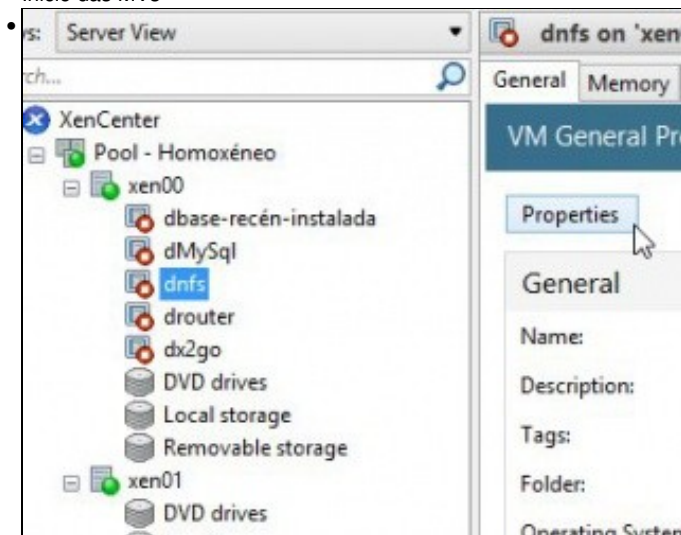 s: Server View
dnfs on 'xen
rch...
General Memory
XenCenter
VM General Pr
Pool - Homoxéneo
xen00
Properties
dbase-recén-instalada
dMySql
dnfs
General
drouter
Name:
dx2go
DVD drives
Description:
Local storage
Tags:
Removable storage
xen01
Folder:
DVD drives